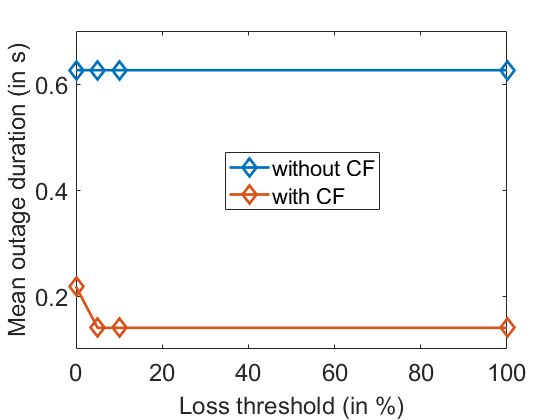 Mean outage duration (in s)
0.6
0.4
0.2
without CF
with CF
0 20 40 60 80 100
Loss threshold (in %)